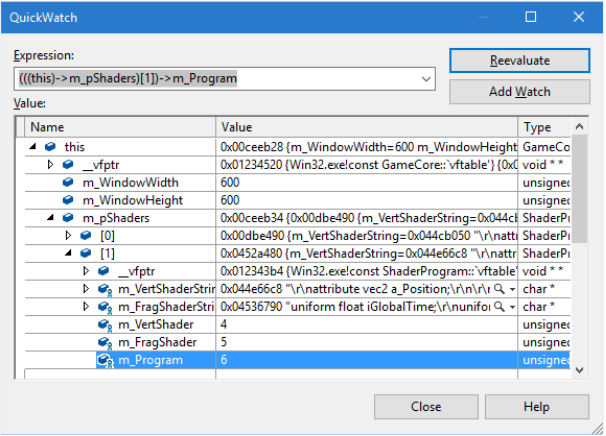 QuickWatch
Expression:
(((this)->m_pShaders)[1])->m_Program
Reevaluate
Add Watch
Value:
Name Value Type
this 0x00ceeb28 {m_WindowWidth=600 m_WindowHeight GameCo
__vfptr 0x01234520 {Win32.exe!const GameCore::`vftable'} {0x0 void * *
m_WindowWidth 600 unsigned
m_WindowHeight 600 unsigned
m_pShaders 0x00ceeb34 {0x00dbe490 {m_VertShaderString=0x044cb ShaderPr
[0] 0x00dbe490 {m_VertShaderString=0x044cb050 "\r\nattr ShaderPr
[1] 0x0452a480 {m_VertShaderString=0x044e66c8 "\r\nattr ShaderPr
__vfptr 0x012343b4 {Win32.exe!const ShaderProgram::`vftable' void * *
m_VertShaderStrin 0x044e66c8 "\r\nattribute vec2 a_Position;\r\n\r\ char *
m_FragShaderStri 0x04536790 "uniform float iGlobalTime;\r\nunifor char *
m_VertShader 4 unsigned
m_FragShader 5 unsigned
m_Program 6 unsigned
Close
Help